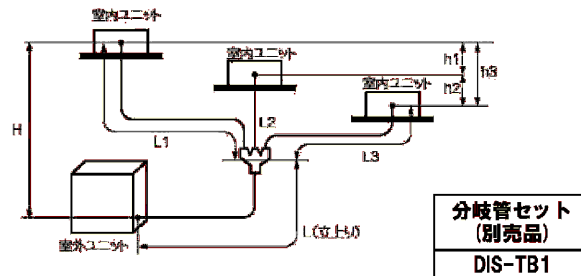 室内ユニット
室内ユニット
室内ユニット
h1
h2
h3
H
L1
L2
L3
L(立上り)
室外ユニット
分岐管セット
(別売品)
DIS-TB1